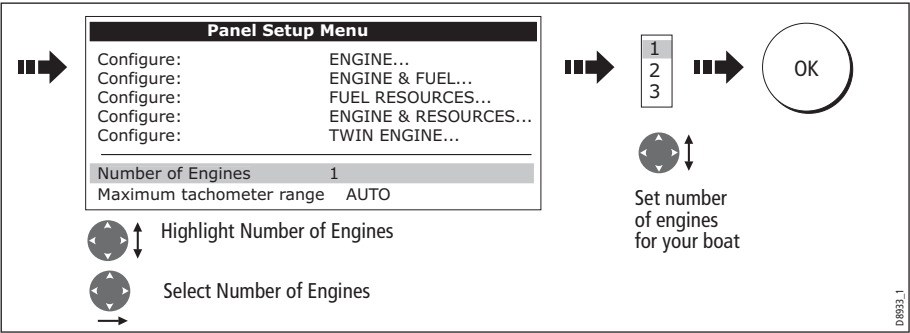 Panel Setup Menu
Configure: ENGINE...
Configure: ENGINE & FUEL...
Configure: FUEL RESOURCES...
Configure: ENGINE & RESOURCES...
Configure: TWIN ENGINE...
Number of Engines 1
Maximum tachometer range AUTO
Highlight Number of Engines
Select Number of Engines
1
2
3
Set number
of engines
for your boat
OK
D8933_1